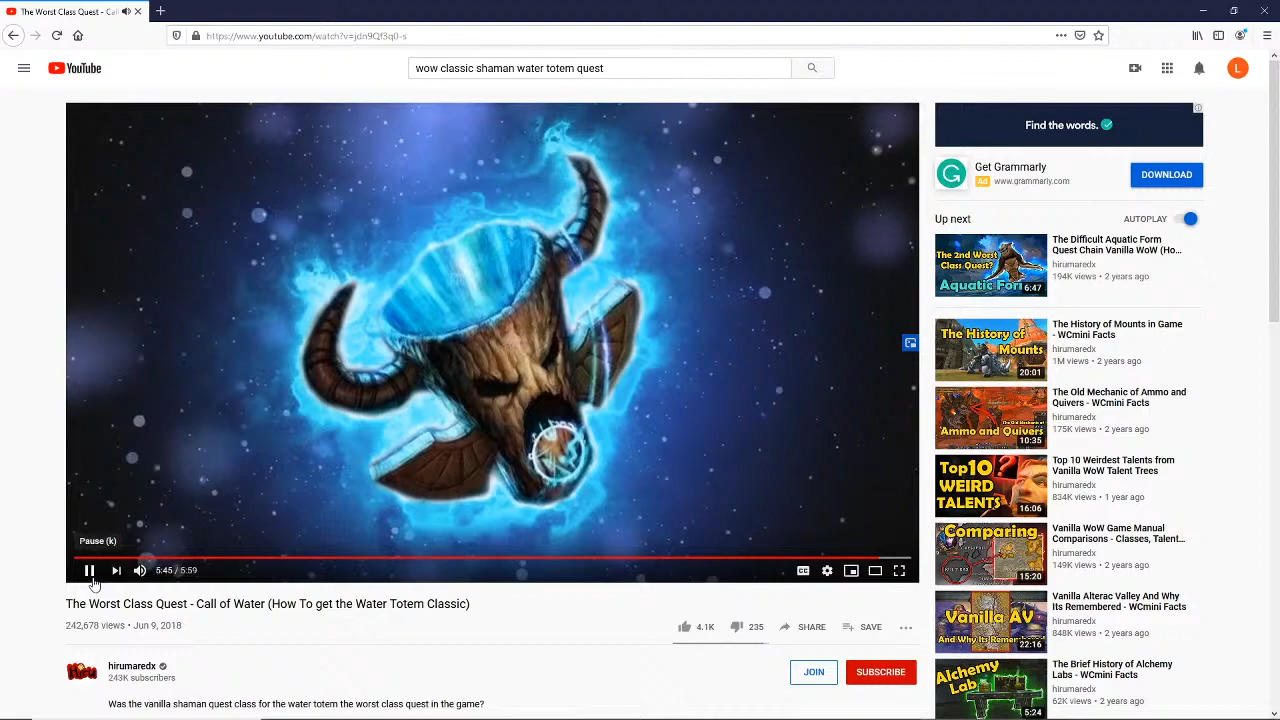 The Worst Class Quest - Cal
https://www.youtube.com/watch?v=jdn9Qf3q0-s
YouTube
wow classic shaman water totem quest
L
Find the words.
Get Grammarly
Ad www.grammarly.com
DOWNLOAD
Up next
AUTOPLAY
The 2nd Worst
Class Quest?
Aquatic Form
6:47
The Difficult Aquatic Form
Quest Chain Vanilla WoW (Ho...
hirumaredx
194K views • 2 years ago
The History of
Mounts
20:01
The History of Mounts in Game
- WCmini Facts
hirumaredx
1M views • 2 years ago
Ammo and Quivers
10:35
The Old Mechanic of Ammo and
Quivers - WCmini Facts
hirumaredx
175K views • 2 years ago
Top10
WEIRD
TALENTS
16:06
Top 10 Weirdest Talents from
Vanilla WoW Talent Trees
hirumaredx
834K views • 1 year ago
Comparing
15:20
Vanilla WoW Game Manual
Comparisons - Classes, Talent...
hirumaredx
149K views • 2 years ago
Vanilla AV
And Why Its Remembered
22:16
Vanilla Alterac Valley And Why
Its Remembered - WCmini Facts
hirumaredx
848K views • 2 years ago
Alchemy
Lab
5:24
The Brief History of Alchemy
Labs - WCmini Facts
hirumaredx
62K views • 2 years ago
Pause (k)
5:45 / 5:59
CC
The Worst Class Quest - Call of Water (How To get the Water Totem Classic)
242,678 views • Jun 9, 2018
4.1K
235
SHARE
SAVE
hirumaredx
243K subscribers
JOIN
SUBSCRIBE
Was the vanilla shaman quest class for the water totem the worst class quest in the game?